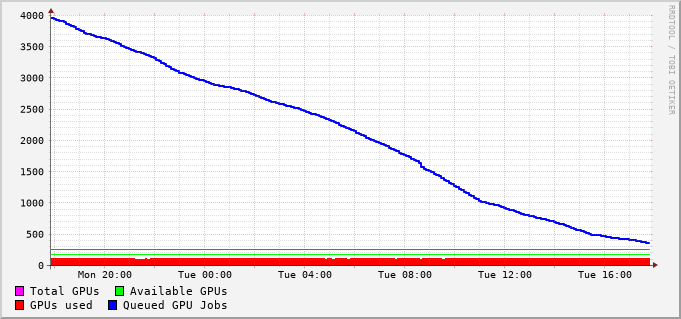 4000
3500
3000
2500
2000
1500
1000
500
0
Mon 20:00 Tue 00:00 Tue 04:00 Tue 08:00 Tue 12:00 Tue 16:00
Total GPUs Available GPUs
GPUs used Queued GPU Jobs
RRDTOOL / TOBI OETIKER